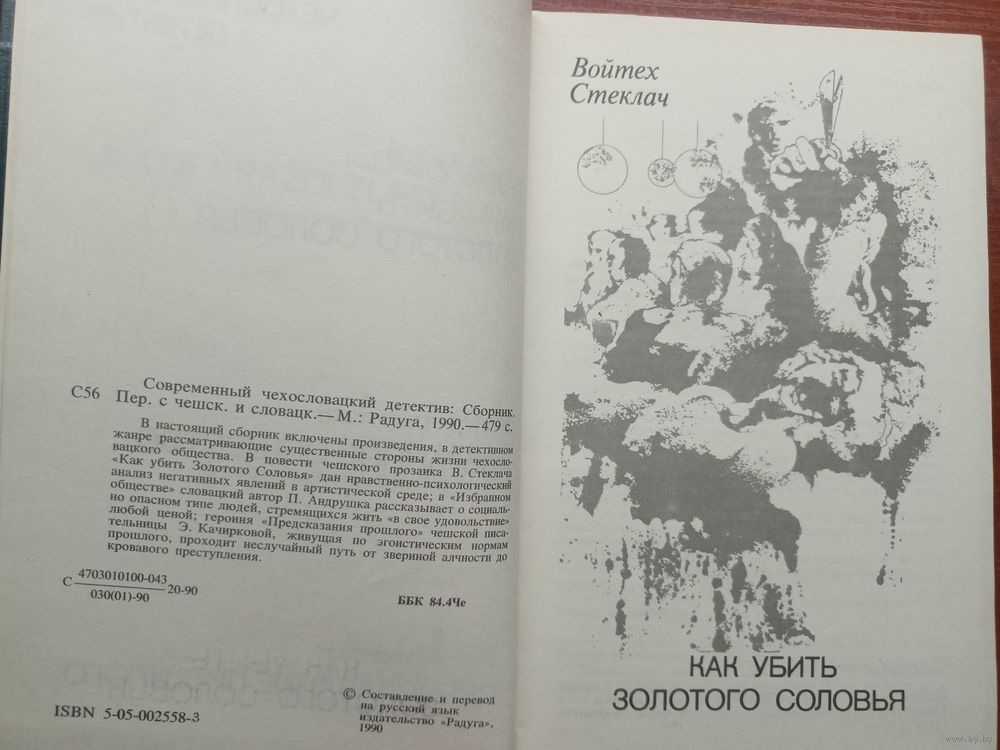 С56
Современный чехословацкий детектив: Сборник.
Пер. с чешск. и словацк.— М.: Радуга, 1990.—479 с.
В настоящий сборник включены произведения, в детективном
жанре рассматривающие существенные стороны жизни чехосло-
вацкого общества. В повести чешского прозаика В. Стеклача
«Как убить Золотого Соловья» дан нравственно-психологический
анализ негативных явлений в артистической среде; в «Избранном
обществе» словацкий автор П. Андрушка рассказывает о социаль-
но опасном типе людей, стремящихся жить «в свое удовольствие»
любой ценой; героиня «Предсказания прошлого» чешской писа-
тельницы Э. Качирковой, живущая по эгоистическим нормам
прошлого, проходит неслучайный путь от звериной алчности до
кровавого преступления.
С 4703010100-043
030(01)-90
20-90
ББК 84.4Че
© Составление и перевод
на русский язык
издательство «Радуга»,
1990
ISBN 5-05-002558-3
Войтех
Стеклач
КАК УБИТЬ
ЗОЛОТОГО СОЛОВЬЯ
www.ay.by